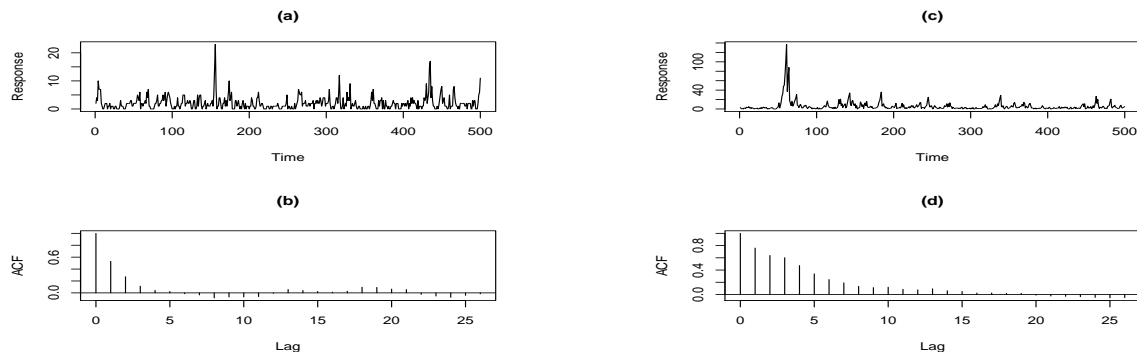 (a)
Response
0 10 20
0 100 200 300 400 500
Time
(c)
Response
0 40 100
0 100 200 300 400 500
Time
(b)
ACF
0.0 0.6
0 5 10 15 20 25
Lag
(d)
ACF
0.0 0.4 0.8
0 5 10 15 20 25
Lag